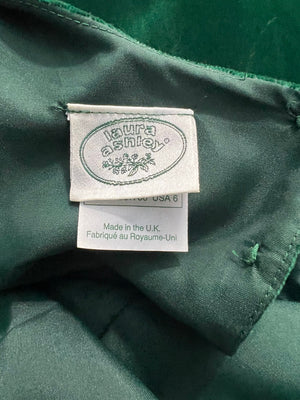 laura
ashley
USA 6
Made in the U.K.
Fabriqué au Royaume-Uni